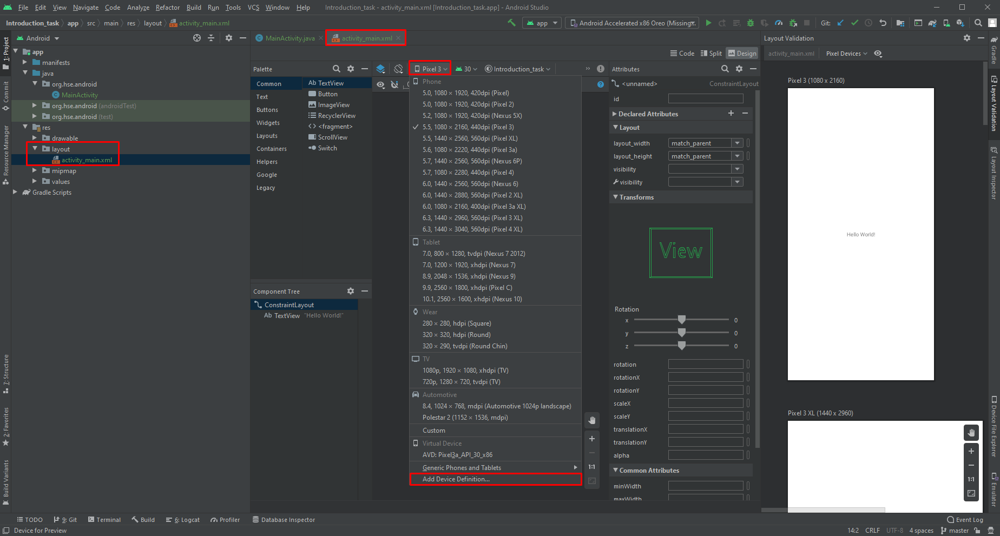 File Edit View Navigate Code Analyze Refactor Build Run Tools VCS Window Help Introduction_task - activity_main.xml [Introduction_task.app] - Android Studio
Introduction_task app src main res layout activity_main.xml
app Android Accelerated x86 Oreo (Missing... Git:
Android
MainActivity.java activity_main.xml
Code Split Design
1: Project
Commit
Resource Manager
7: Structure
2: Favorites
Build Variants
app
manifests
java
org.hse.android
MainActivity
org.hse.android (androidTest)
org.hse.android (test)
res
drawable
layout
activity_main.xml
mipmap
values
Gradle Scripts
Palette
Common
Text
Buttons
Widgets
Layouts
Containers
Helpers
Google
Legacy
Ab TextView
Button
ImageView
RecyclerView
<> <fragment>
ScrollView
Switch
Component Tree
ConstraintLayout
Ab TextView "Hello World!"
Pixel 3 30 Introduction_task »
Phone
5.0, 1080 × 1920, 420dpi (Pixel)
5.0, 1080 × 1920, 420dpi (Pixel 2)
5.2, 1080 × 1920, 420dpi (Nexus 5X)
5.5, 1080 × 2160, 440dpi (Pixel 3)
5.5, 1440 × 2560, 560dpi (Pixel XL)
5.6, 1080 × 2220, 440dpi (Pixel 3a)
5.7, 1440 × 2560, 560dpi (Nexus 6P)
5.7, 1080 × 2280, 440dpi (Pixel 4)
6.0, 1440 × 2560, 560dpi (Nexus 6)
6.0, 1440 × 2880, 560dpi (Pixel 2 XL)
6.0, 1080 × 2160, 400dpi (Pixel 3a XL)
6.3, 1440 × 2960, 560dpi (Pixel 3 XL)
6.3, 1440 × 3040, 560dpi (Pixel 4 XL)
Tablet
7.0, 800 × 1280, tvdpi (Nexus 7 2012)
7.0, 1200 × 1920, xhdpi (Nexus 7)
8.9, 2048 × 1536, xhdpi (Nexus 9)
9.9, 2560 × 1800, xhdpi (Pixel C)
10.1, 2560 × 1600, xhdpi (Nexus 10)
Wear
280 × 280, hdpi (Square)
320 × 320, hdpi (Round)
320 × 290, tvdpi (Round Chin)
TV
1080p, 1920 × 1080, xhdpi (TV)
720p, 1280 × 720, tvdpi (TV)
Automotive
8.4, 1024 × 768, mdpi (Automotive 1024p landscape)
Polestar 2 (1152 × 1536, mdpi)
Custom
Virtual Device
AVD: Pixel3a_API_30_x86
Generic Phones and Tablets
Add Device Definition...
1:1
Attributes
<unnamed> ConstraintLayout
id
Declared Attributes
Layout
layout_width match_parent
layout_height match_parent
visibility
visibility
Transforms
View
Rotation
x 0
y 0
z 0
rotation
rotationX
rotationY
scaleX
scaleY
translationX
translationY
alpha
Common Attributes
minWidth
maxWidth
Layout Validation
activity_main.xml Pixel Devices
Pixel 3 (1080 x 2160)
Hello World!
Pixel 3 XL (1440 x 2960)
1:1
Gradle
Layout Validation
Layout Inspector
Device File Explorer
Emulator
TODO 9: Git Terminal Build 6: Logcat Profiler Database Inspector Event Log
Device for Preview 14:2 CRLF UTF-8 4 spaces master